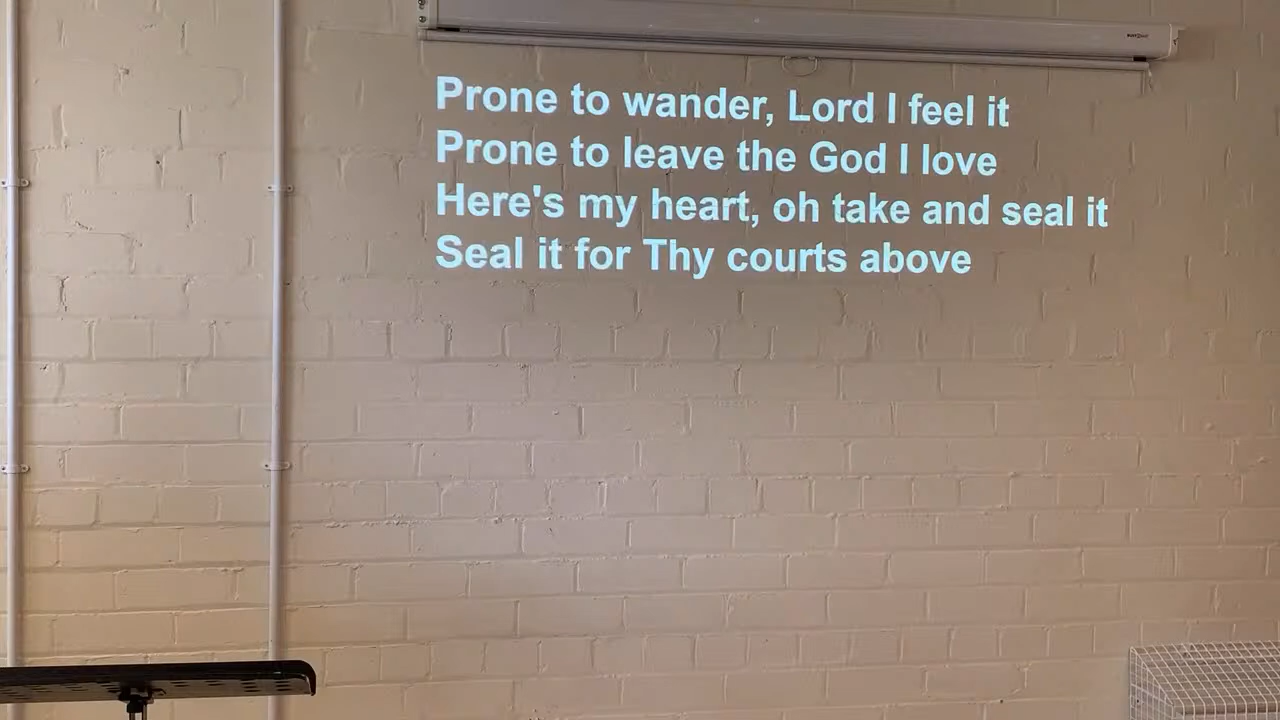 Prone to wander, Lord I feel it
Prone to leave the God I love
Here's my heart, oh take and seal it
Seal it for Thy courts above